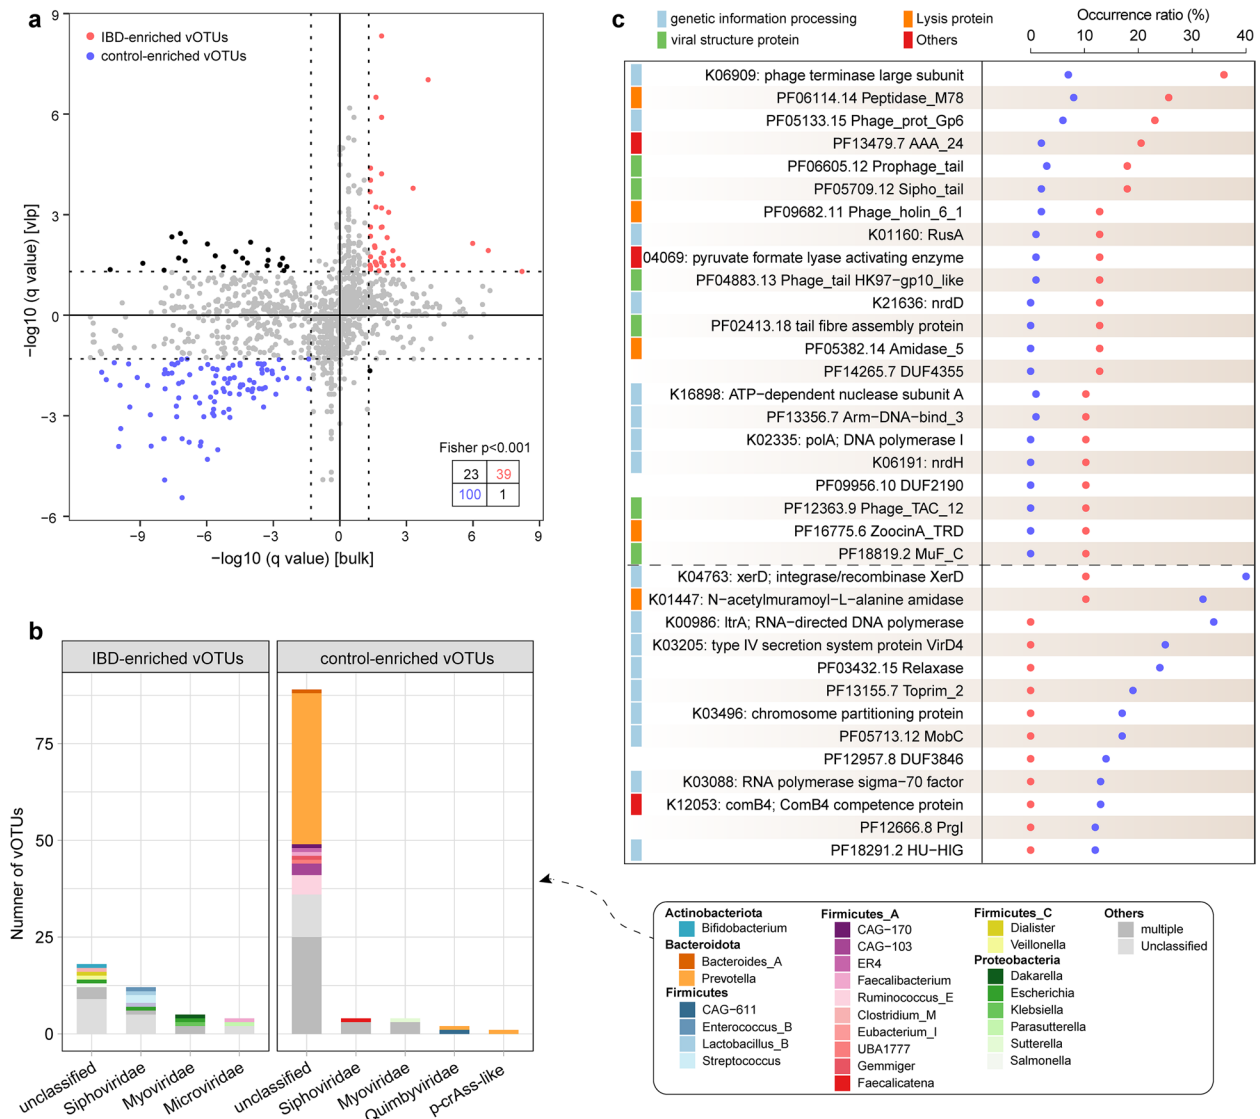 a
IBD-enriched vOTUs
control-enriched vOTUs
9
6
3
0
−3
−6
−log10 (q value) [vlp]
−9
−6
−3
0
3
6
9
−log10 (q value) [bulk]
Fisher p<0.001
23 39
100 1
b
IBD-enriched vOTUs
control-enriched vOTUs
Numner of vOTUs
75
50
25
0
unclassified
Siphoviridae
Myoviridae
Microviridae
unclassified
Siphoviridae
Myoviridae
Quimbyviridae
p-crAss-like
c
genetic information processing
viral structure protein
Lysis protein
Others
Occurrence ratio (%)
0 10 20 30 40
K06909: phage terminase large subunit
PF06114.14 Peptidase_M78
PF05133.15 Phage_prot_Gp6
PF13479.7 AAA_24
PF06605.12 Prophage_tail
PF05709.12 Sipho_tail
PF09682.11 Phage_holin_6_1
K01160: RusA
04069: pyruvate formate lyase activating enzyme
PF04883.13 Phage_tail HK97−gp10_like
K21636: nrdD
PF02413.18 tail fibre assembly protein
PF05382.14 Amidase_5
PF14265.7 DUF4355
K16898: ATP−dependent nuclease subunit A
PF13356.7 Arm−DNA−bind_3
K02335: polA; DNA polymerase I
K06191: nrdH
PF09956.10 DUF2190
PF12363.9 Phage_TAC_12
PF16775.6 ZoocinA_TRD
PF18819.2 MuF_C
K04763: xerD; integrase/recombinase XerD
K01447: N−acetylmuramoyl−L−alanine amidase
K00986: ltrA; RNA−directed DNA polymerase
K03205: type IV secretion system protein VirD4
PF03432.15 Relaxase
PF13155.7 Toprim_2
K03496: chromosome partitioning protein
PF05713.12 MobC
PF12957.8 DUF3846
K03088: RNA polymerase sigma−70 factor
K12053: comB4; ComB4 competence protein
PF12666.8 PrgI
PF18291.2 HU−HIG
Actinobacteriota
Bifidobacterium
Bacteroidota
Bacteroides_A
Prevotella
Firmicutes
CAG−611
Enterococcus_B
Lactobacillus_B
Streptococcus
Firmicutes_A
CAG−170
CAG−103
ER4
Faecalibacterium
Ruminococcus_E
Clostridium_M
Eubacterium_I
UBA1777
Gemmiger
Faecalicatena
Firmicutes_C
Dialister
Veillonella
Proteobacteria
Dakarella
Escherichia
Klebsiella
Parasutterella
Sutterella
Salmonella
Others
multiple
Unclassified